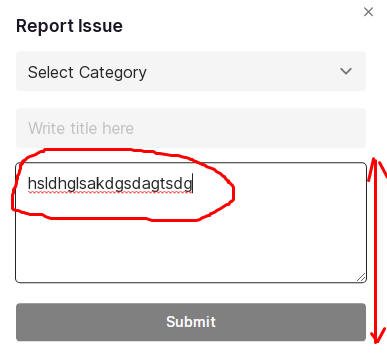 Report Issue
Select Category
Write title here
hsldhglsakdgsdagtsdg
Submit